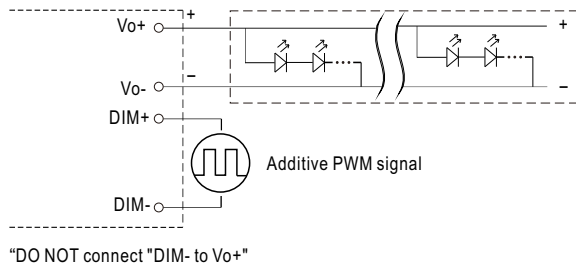 Vo+
+
+
Vo-
–
–
DIM+
Additive PWM signal
DIM-
“DO NOT connect "DIM- to Vo+"